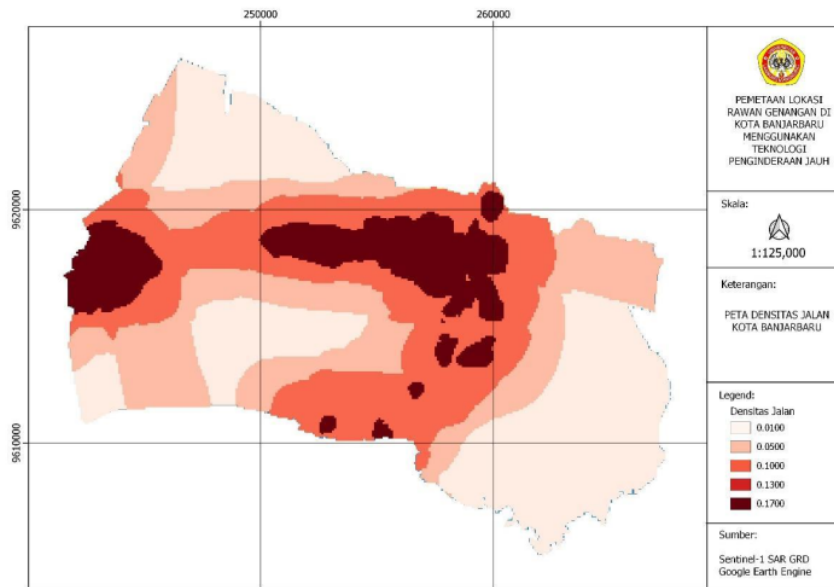 250000
260000
9620000
9610000
PEMETAAN LOKASI
RAWAN GENANGAN DI
KOTA BANJARBARU
MENGGUNAKAN
TEKNOLOGI
PENGINDERAAN JAUH
Skala:
1:125,000
Keterangan:
PETA DENSITAS JALAN
KOTA BANJARBARU
Legend:
Densitas Jalan
0.0100
0.0500
0.1000
0.1300
0.1700
Sumber:
Sentinel-1 SAR GRD
Google Earth Engine